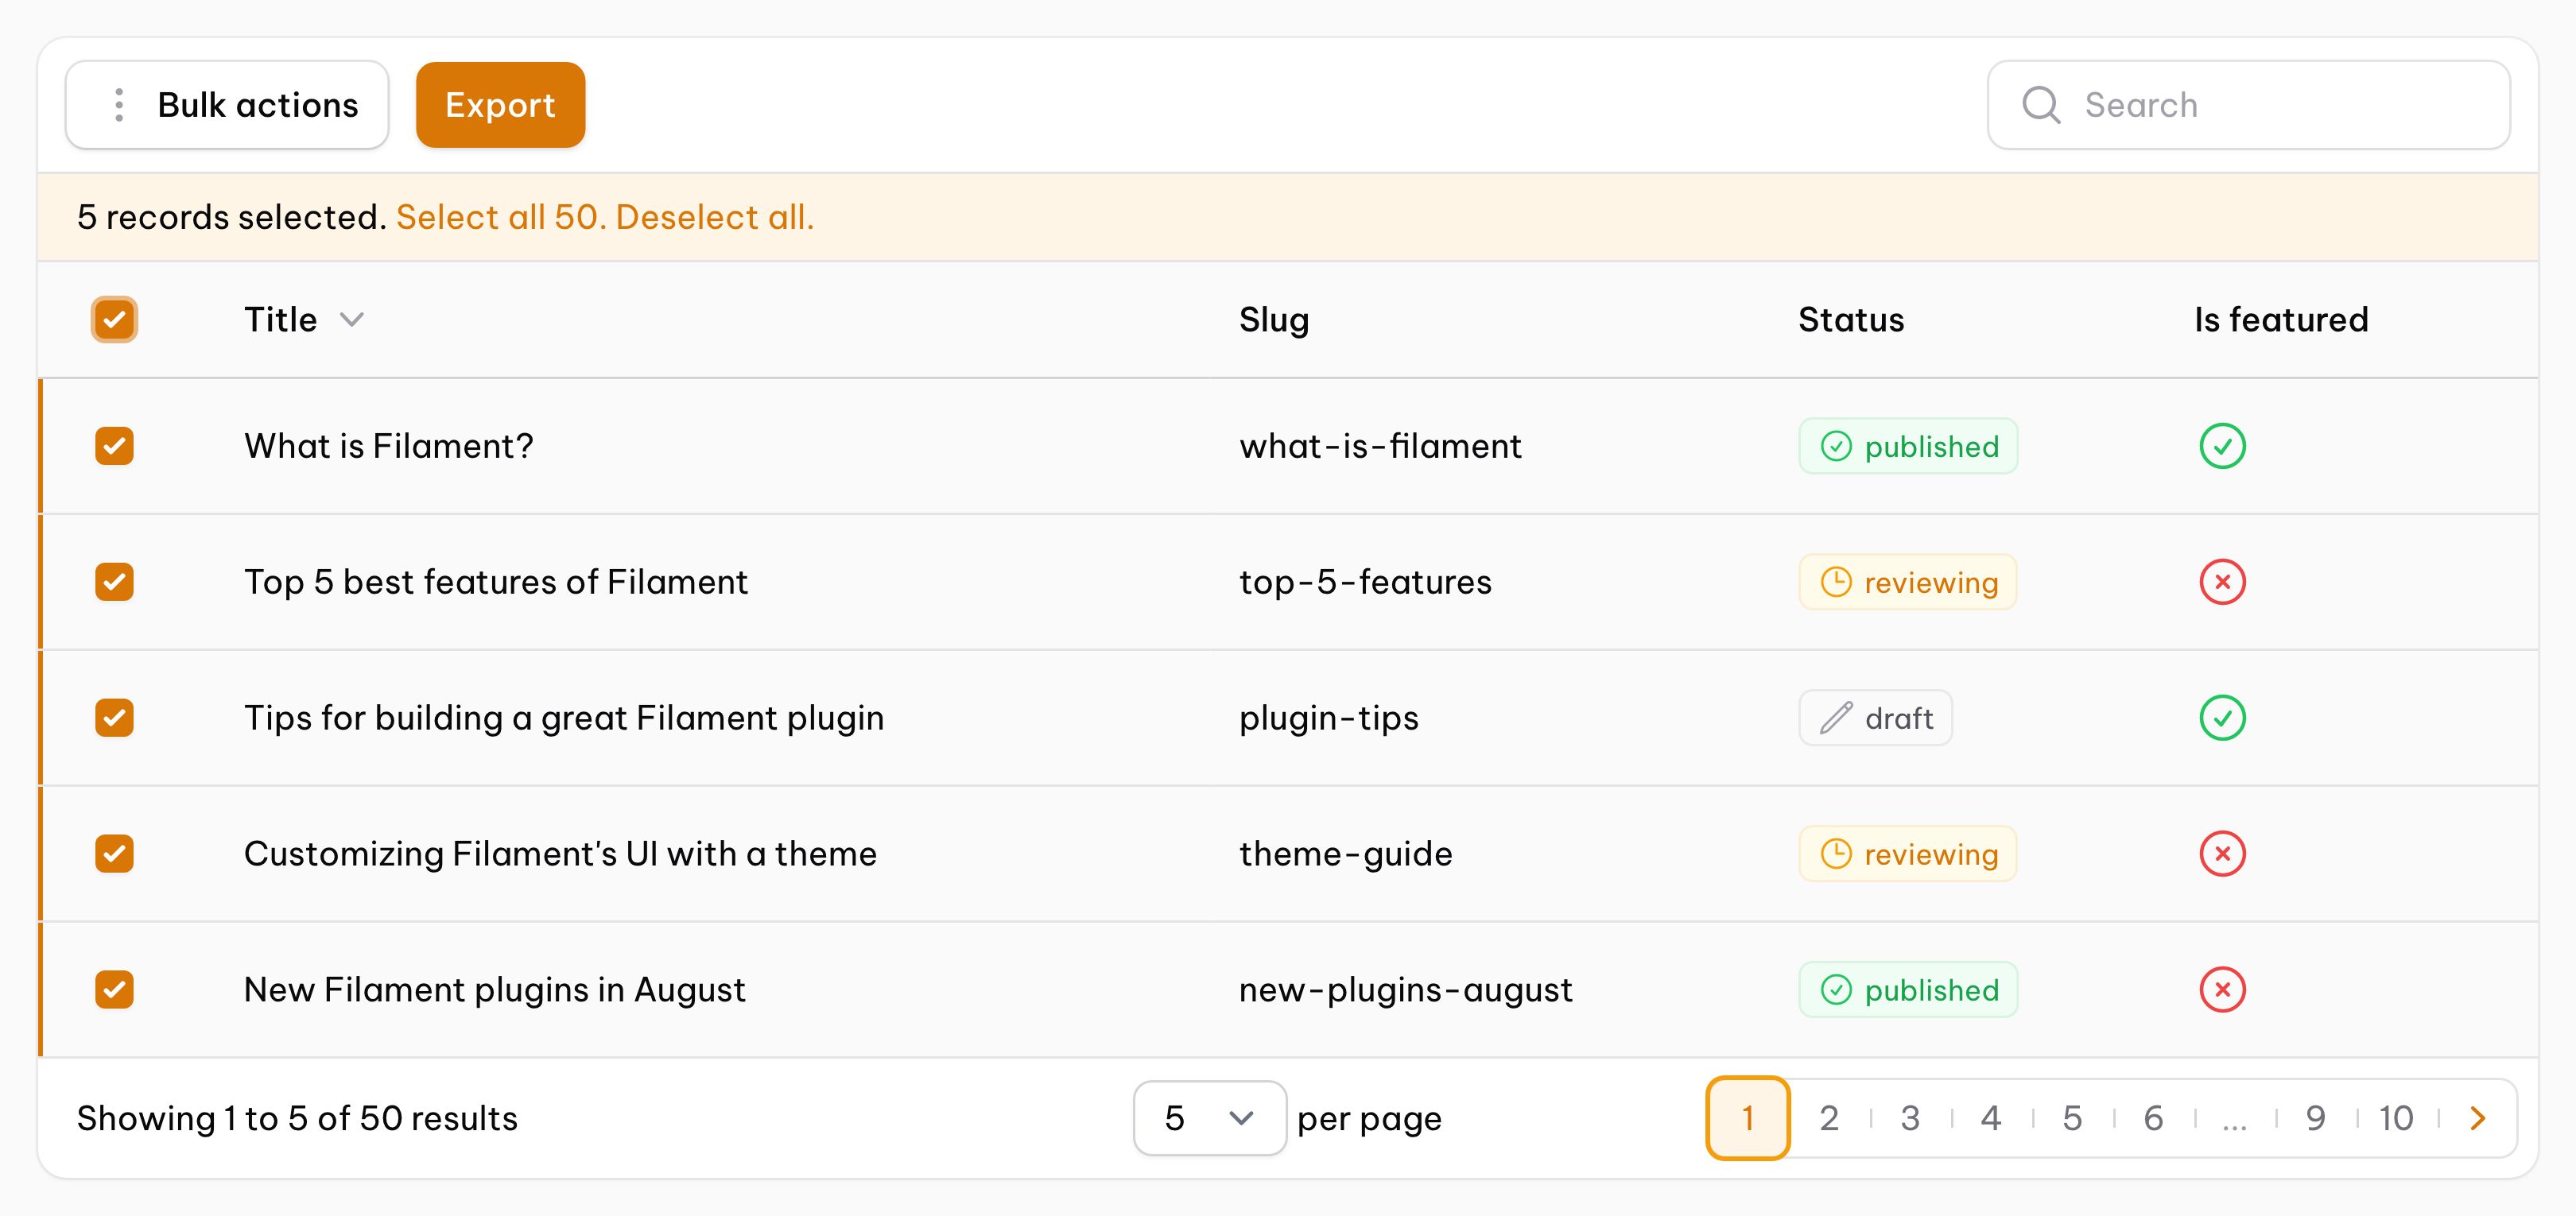 Bulk actions Export Search
5 records selected. Select all 50. Deselect all.
Title Slug Status Is featured
What is Filament? what-is-filament published
Top 5 best features of Filament top-5-features reviewing
Tips for building a great Filament plugin plugin-tips draft
Customizing Filament's UI with a theme theme-guide reviewing
New Filament plugins in August new-plugins-august published
Showing 1 to 5 of 50 results 5 per page 1 2 3 4 5 6 ... 9 10